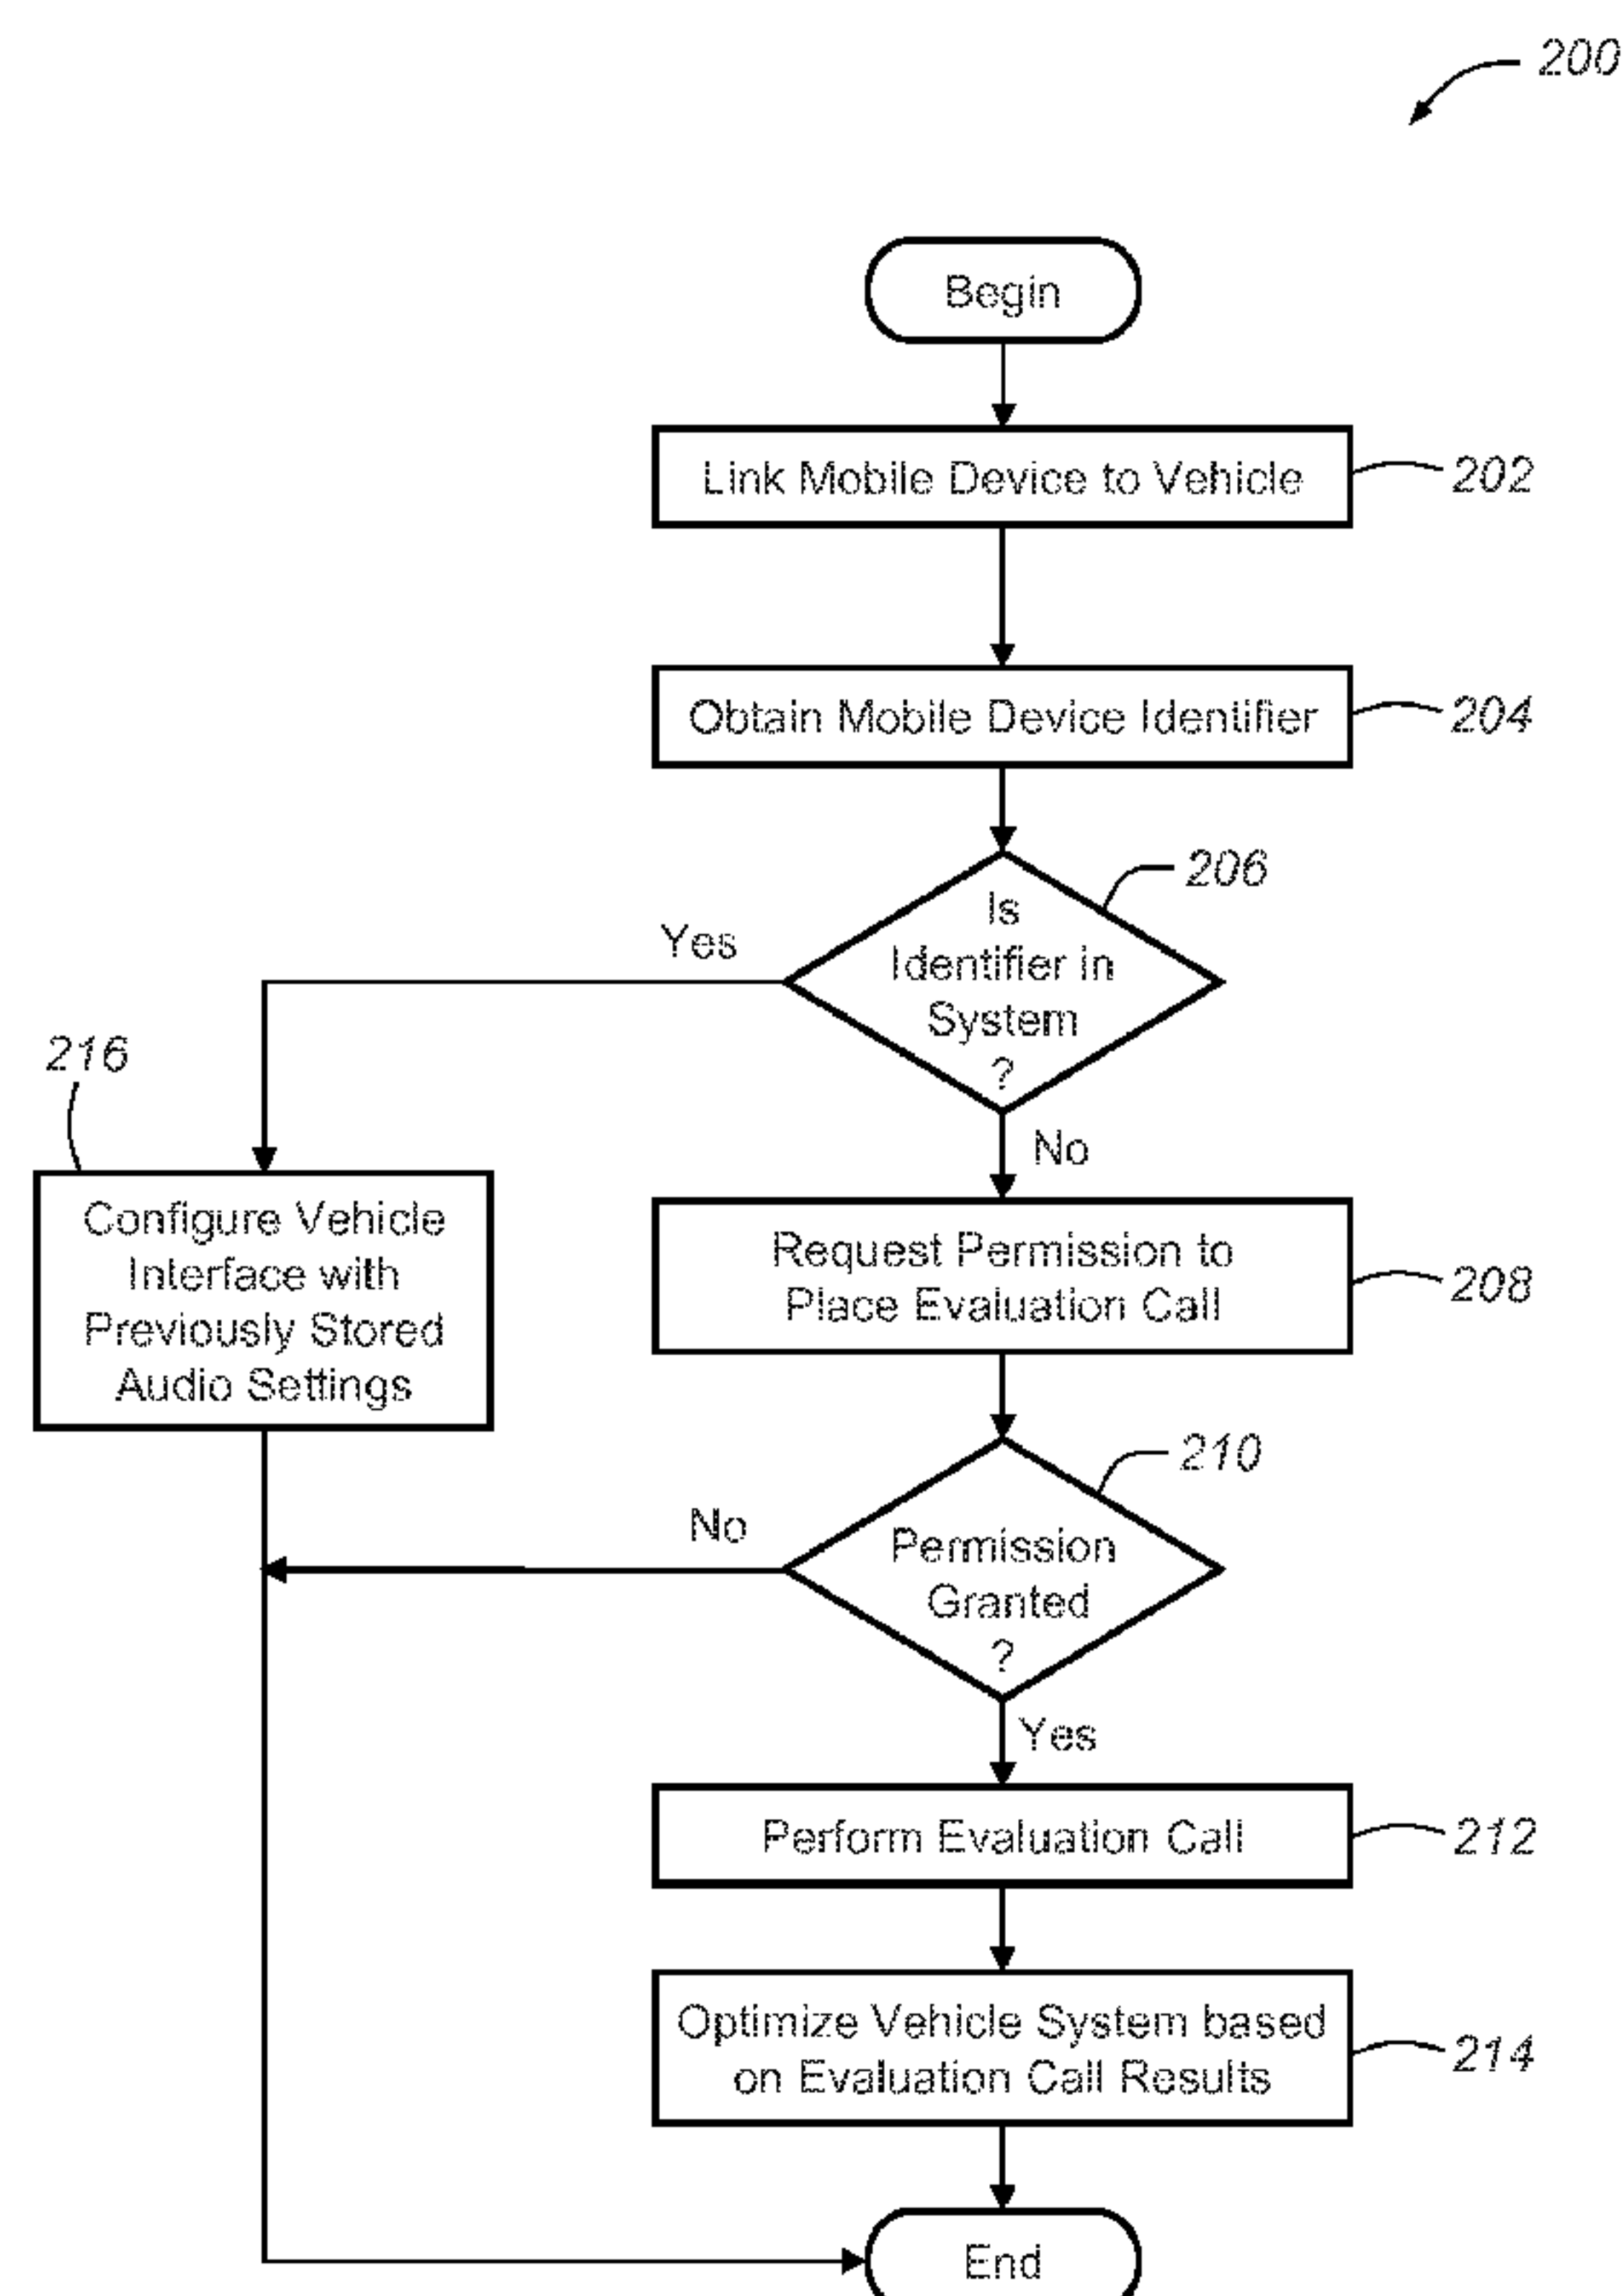 200
Begin
Link Mobile Device to Vehicle
202
Obtain Mobile Device Identifier
204
206
Is
Identifier in
System
?
Yes
No
216
Configure Vehicle
Interface with
Previously Stored
Audio Settings
Request Permission to
Place Evaluation Call
208
210
Permission
Granted
?
No
Yes
Perform Evaluation Call
212
Optimize Vehicle System based
on Evaluation Call Results
214
End